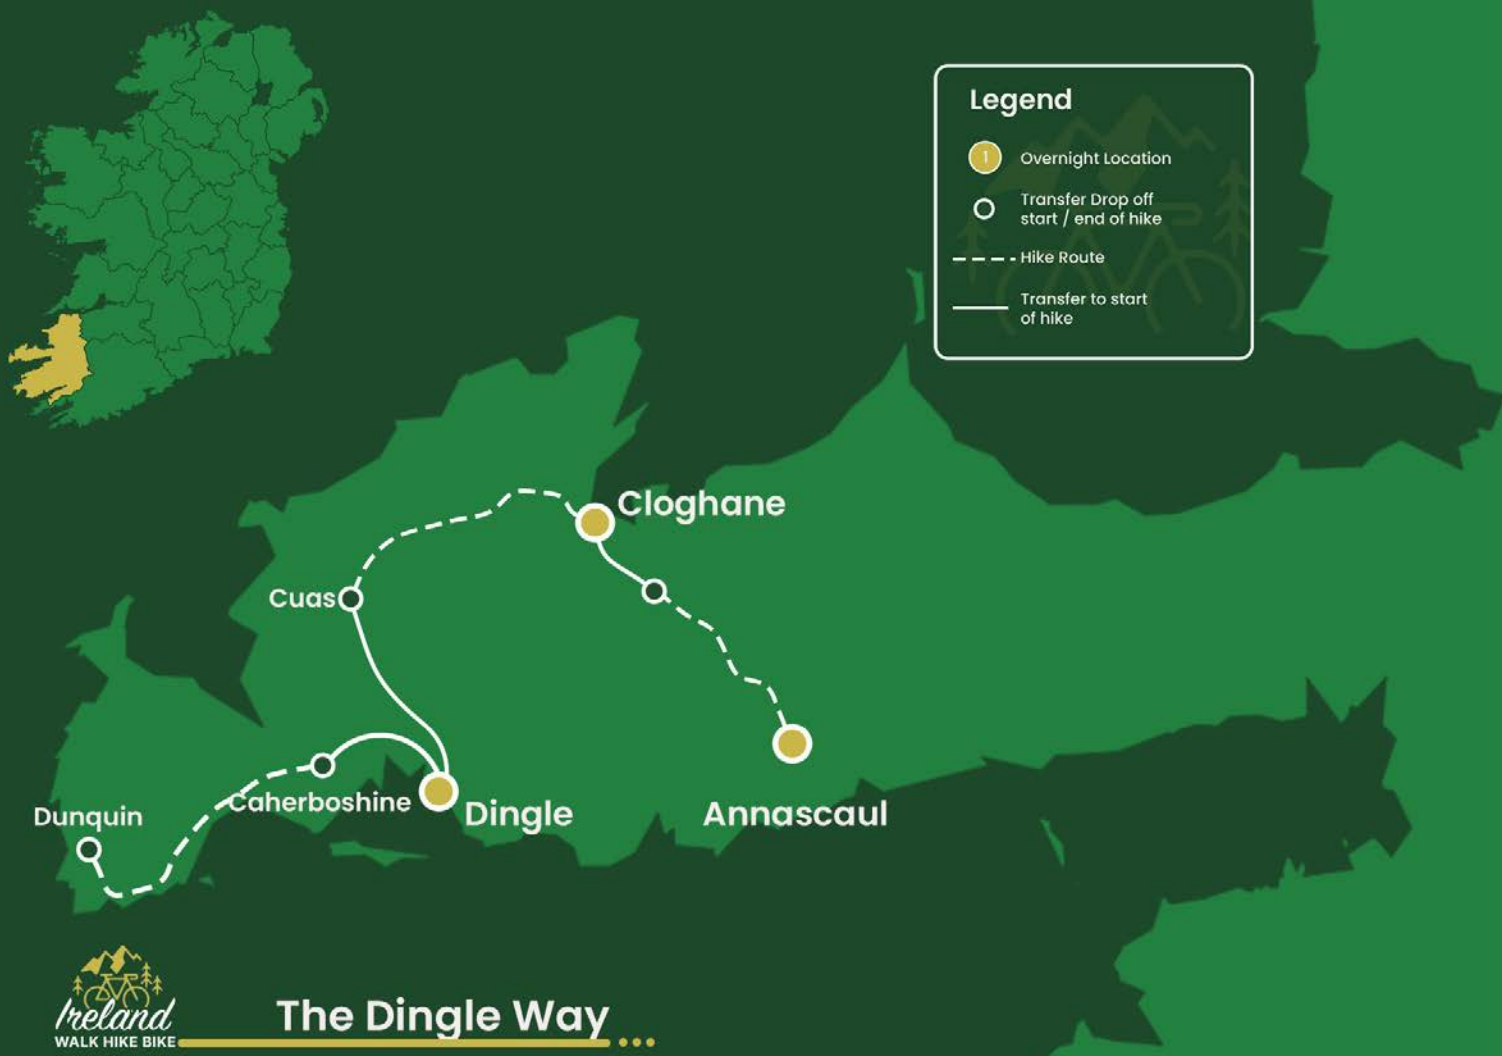 Legend
1
Overnight Location
Transfer Drop off
start / end of hike
Hike Route
Transfer to start
of hike
Cloghane
Cuas
Caherboshine
Dunquin
Dingle
Annascaul
Ireland
WALK HIKE BIKE
The Dingle Way